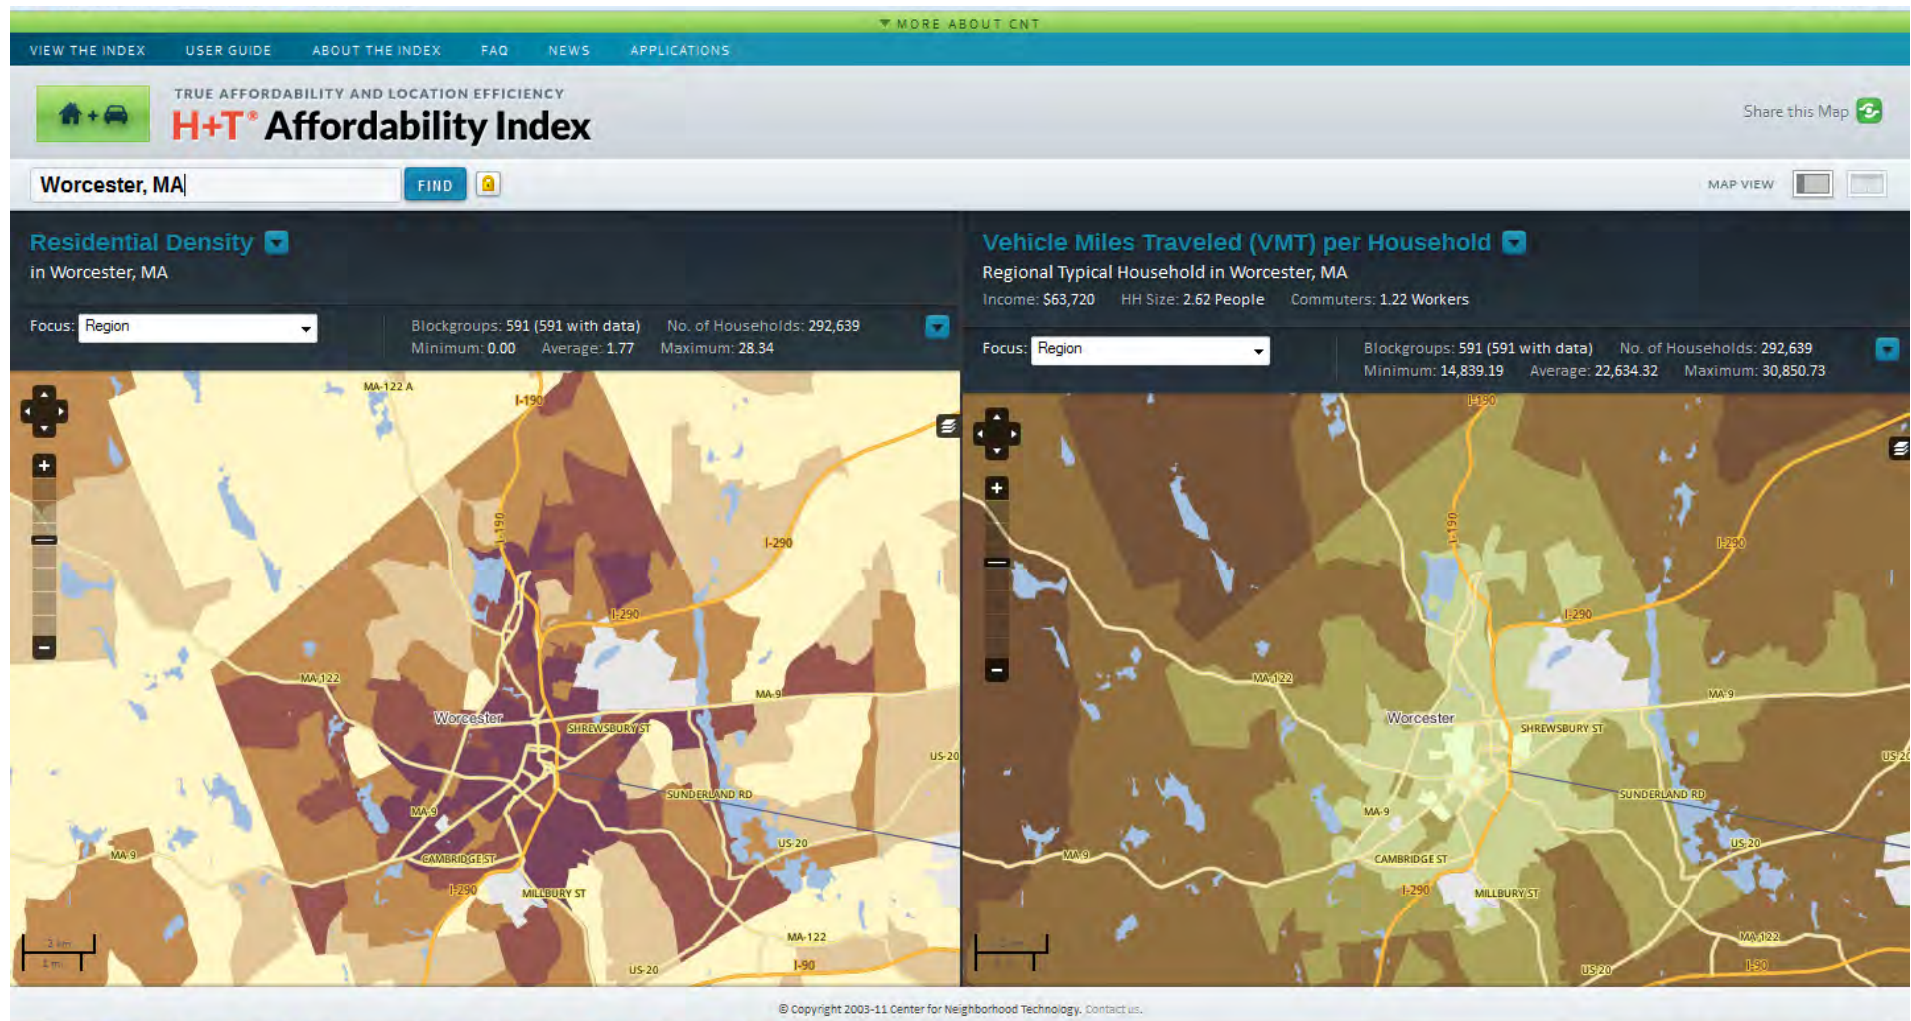 MORE ABOUT CNT
VIEW THE INDEX USER GUIDE ABOUT THE INDEX FAQ NEWS APPLICATIONS
TRUE AFFORDABILITY AND LOCATION EFFICIENCY
H+T® Affordability Index
Share this Map
Worcester, MA
FIND
MAP VIEW
Residential Density
in Worcester, MA
Focus: Region
Blockgroups: 591 (591 with data) No. of Households: 292,639
Minimum: 0.00 Average: 1.77 Maximum: 28.34
MA-122 A
I-190
I-190
I-290
I-290
MA-122
MA-9
Worcester
SHREWSBURY ST
US-20
SUNDERLAND RD
MA-9
US-20
MA-9
CAMBRIDGE ST
I-290
MILLBURY ST
MA-122
2 km
1 mi
I-90
US-20
Vehicle Miles Traveled (VMT) per Household
Regional Typical Household in Worcester, MA
Income: $63,720 HH Size: 2.62 People Commuters: 1.22 Workers
Focus: Region
Blockgroups: 591 (591 with data) No. of Households: 292,639
Minimum: 14,839.19 Average: 22,634.32 Maximum: 30,850.73
I-190
I-190
I-290
I-290
MA-122
MA-9
Worcester
SHREWSBURY ST
US-20
SUNDERLAND RD
MA-9
US-20
MA-9
CAMBRIDGE ST
I-290
MILLBURY ST
MA-122
I-90
US-20
© Copyright 2003-11 Center for Neighborhood Technology. Contact us.